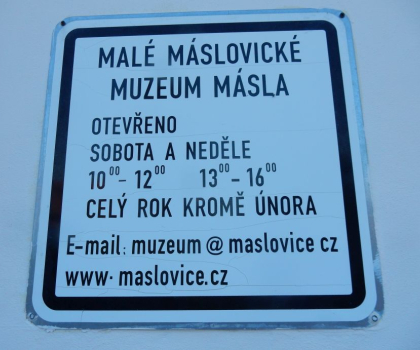 MALÉ MÁSLOVICKÉ
MUZEUM MÁSLA
OTEVŘENO
SOBOTA A NEDĚLE
10⁰⁰-12⁰⁰ 13⁰⁰-16⁰⁰
CELÝ ROK KROMĚ ÚNORA
E-mail: muzeum@maslovice cz
www.maslovice.cz